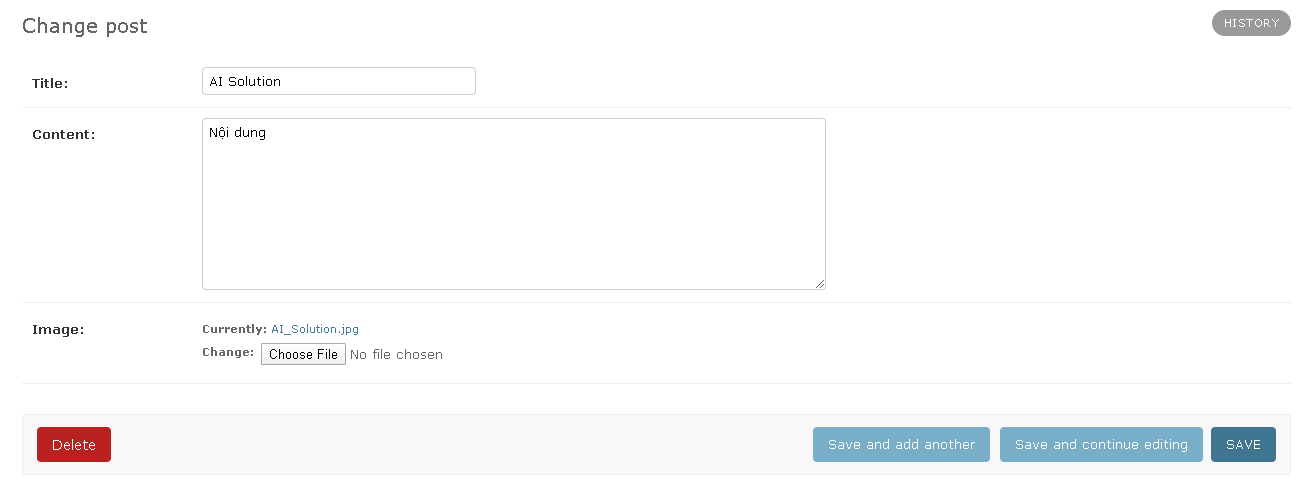 Change post
HISTORY
Title:
AI Solution
Content:
Nội dung
Image:
Currently: AI_Solution.jpg
Change: Choose File No file chosen
Delete
Save and add another
Save and continue editing
SAVE